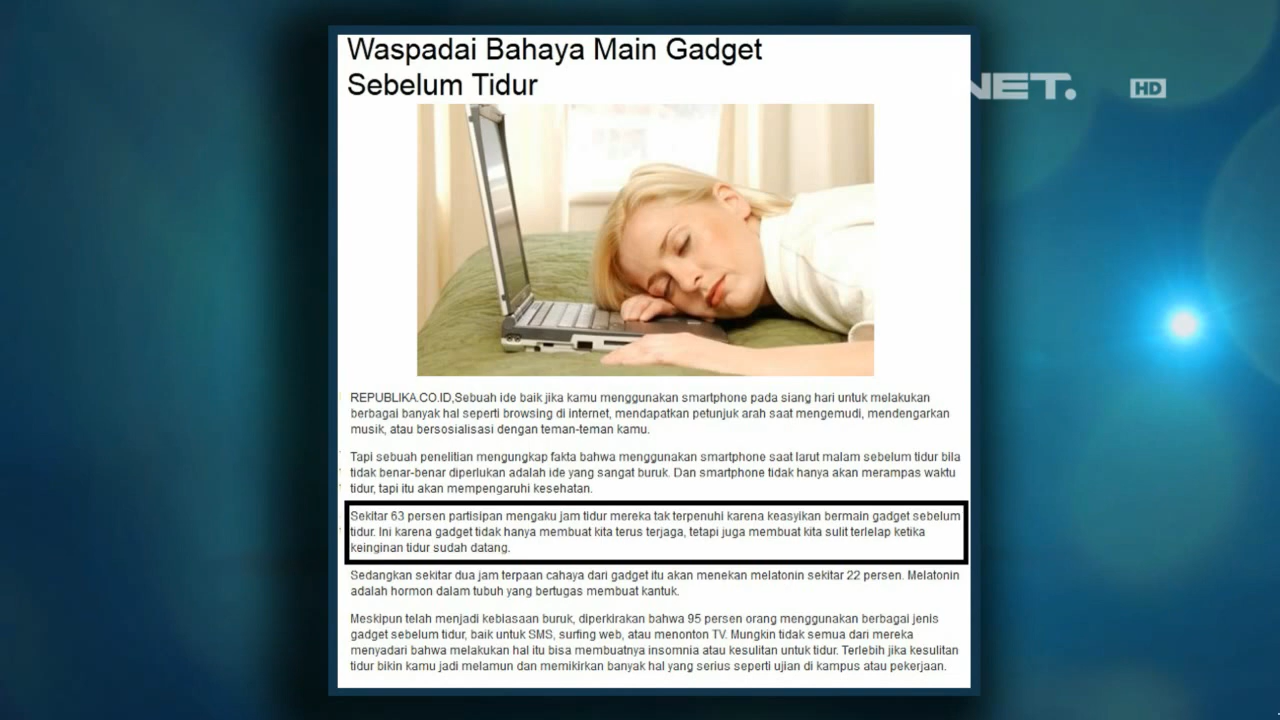 Waspadai Bahaya Main Gadget
Sebelum Tidur
NET.
HD
REPUBLIKA.CO.ID,Sebuah ide baik jika kamu menggunakan smartphone pada siang hari untuk melakukan
berbagai banyak hal seperti browsing di internet, mendapatkan petunjuk arah saat mengemudi, mendengarkan
musik, atau bersosialisasi dengan teman-teman kamu.
Tapi sebuah penelitian mengungkap fakta bahwa menggunakan smartphone saat larut malam sebelum tidur bila
tidak benar-benar diperlukan adalah ide yang sangat buruk. Dan smartphone tidak hanya akan merampas waktu
tidur, tapi itu akan mempengaruhi kesehatan.
Sekitar 63 persen partisipan mengaku jam tidur mereka tak terpenuhi karena keasyikan bermain gadget sebelum
tidur. Ini karena gadget tidak hanya membuat kita terus terjaga, tetapi juga membuat kita sulit terlelap ketika
keinginan tidur sudah datang.
Sedangkan sekitar dua jam terpaan cahaya dari gadget itu akan menekan melatonin sekitar 22 persen. Melatonin
adalah hormon dalam tubuh yang bertugas membuat kantuk.
Meskipun telah menjadi kebiasaan buruk, diperkirakan bahwa 95 persen orang menggunakan berbagai jenis
gadget sebelum tidur, baik untuk SMS, surfing web, atau menonton TV. Mungkin tidak semua dari mereka
menyadari bahwa melakukan hal itu bisa membuatnya insomnia atau kesulitan untuk tidur. Terlebih jika kesulitan
tidur bikin kamu jadi melamun dan memikirkan banyak hal yang serius seperti ujian di kampus atau pekerjaan.